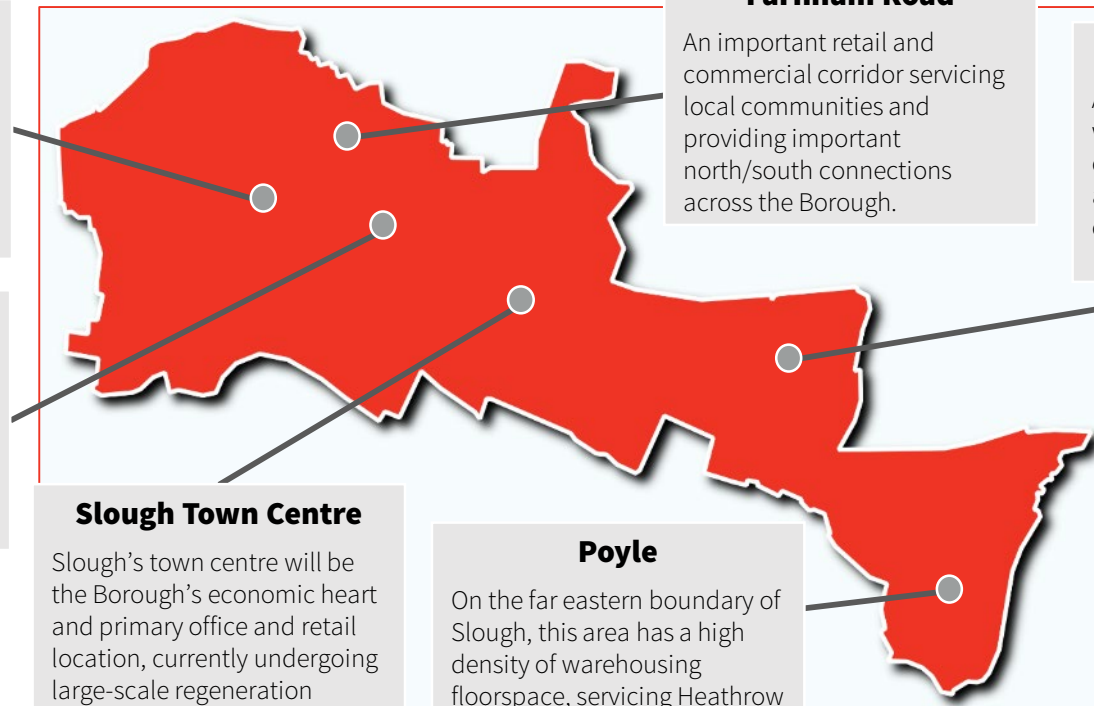 Farnham Road
An important retail and
commercial corridor servicing
local communities and
providing important
north/south connections
across the Borough.
Slough Town Centre
Slough's town centre will be
the Borough's economic heart
and primary office and retail
location, currently undergoing
large-scale regeneration
Poyle
On the far eastern boundary of
Slough, this area has a high
density of warehousing
floorspace, servicing Heathrow